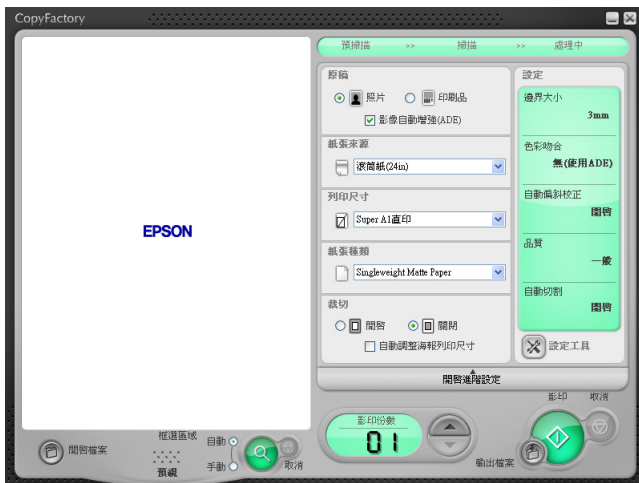 CopyFactory
預掃描 >> 掃描 >> 處理中
原稿
照片 印刷品
影像自動增強(ADE)
紙張來源
滾筒紙(24in)
列印尺寸
Super A1直印
紙張種類
Singleweight Matte Paper
裁切
開啓 關閉
自動調整海報列印尺寸
設定
邊界大小
3mm
色彩吻合
無(使用ADE)
自動偏斜校正
開啓
品質
一般
自動切割
開啓
設定工具
開啓進階設定
EPSON
開啓檔案
框選區域
預視
自動
手動
取消
影印份數
01
輸出檔案
影印 取消